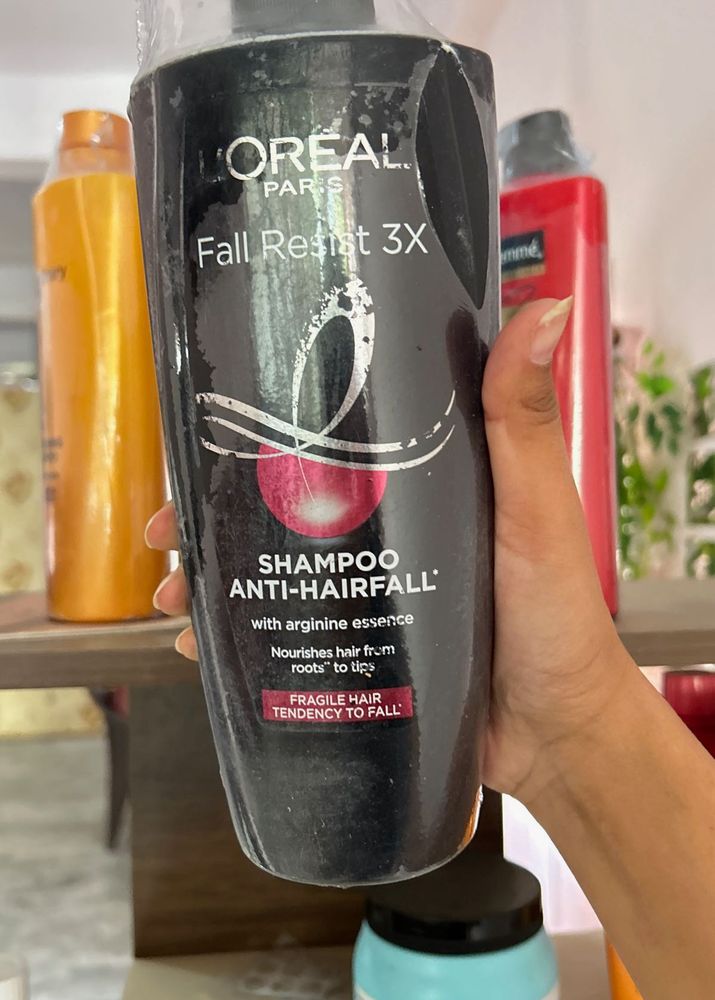 L'ORÉAL
PARIS
Fall Resist 3X
SHAMPOO
ANTI-HAIRFALL*
with arginine essence
Nourishes hair from
roots** to tips
FRAGILE HAIR
TENDENCY TO FALL*